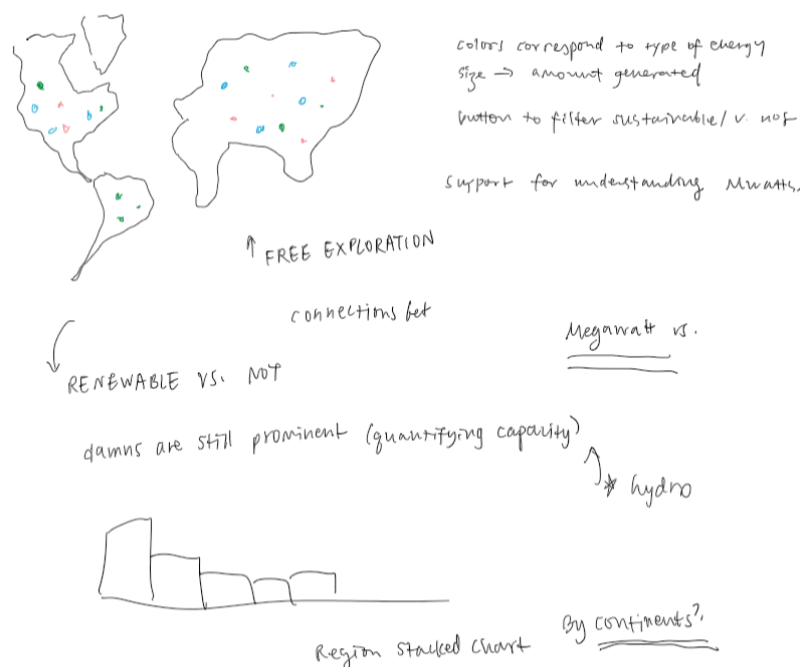 colors correspond to type of energy
size → amount generated
button to filter sustainable/ v. not
support for understanding Mwatts.
↑ FREE EXPLORATION
connections bet
Megawatt vs.
RENEWABLE VS. NOT
damns are still prominent (quantifying capacity)
* hydro
Region stacked chart
By continents?